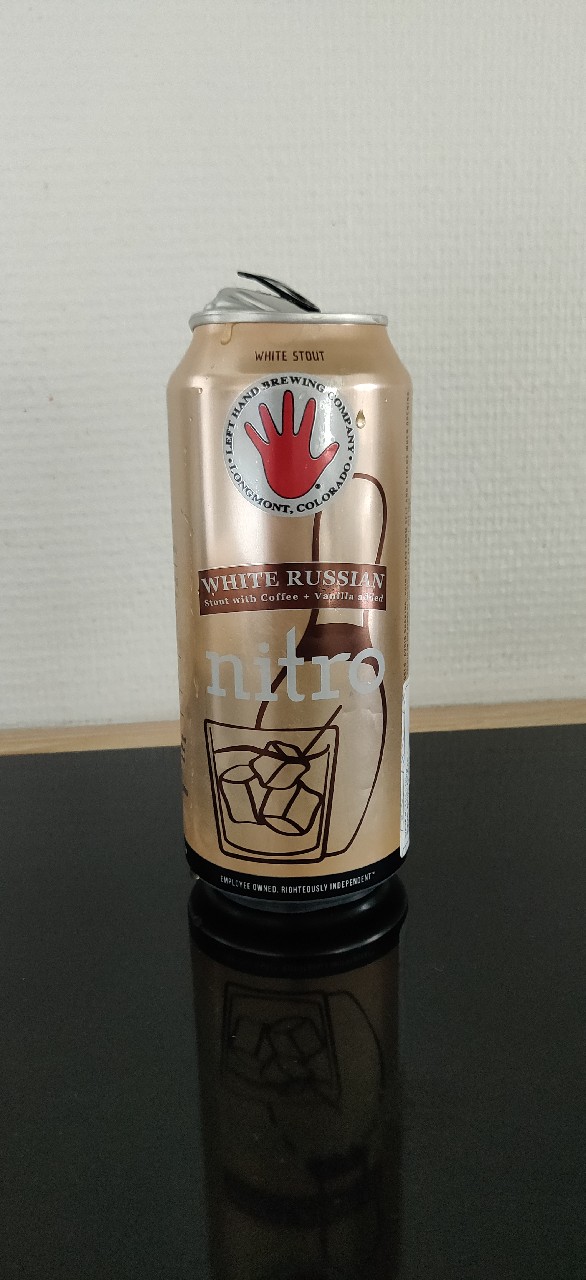 WHITE STOUT
• LEFT HAND BREWING COMPANY •
LONGMONT, COLORADO
WHITE RUSSIAN
Stout with Coffee + Vanilla added
nitro
EMPLOYEE OWNED, RIGHTEOUSLY INDEPENDENT™